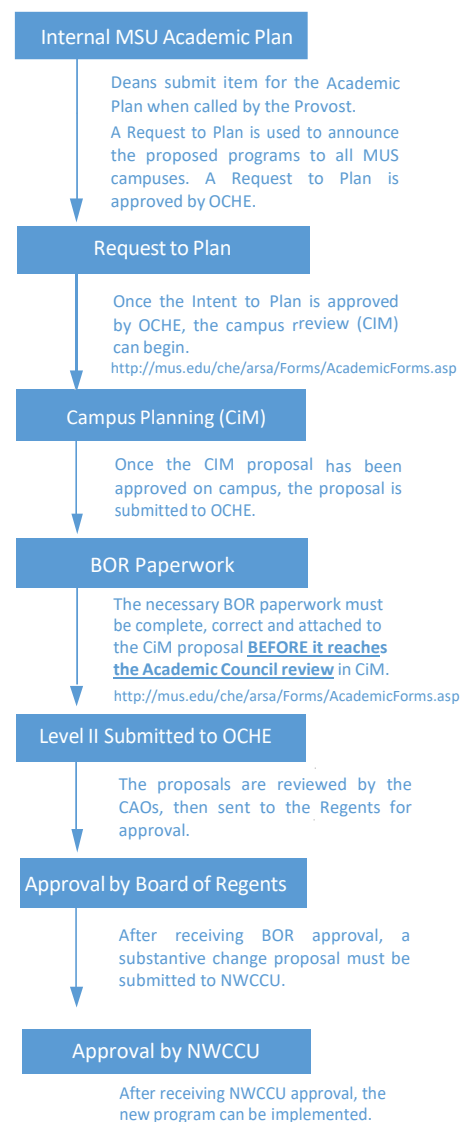 Internal MSU Academic Plan
Deans submit item for the Academic
Plan when called by the Provost.
A Request to Plan is used to announce
the proposed programs to all MUS
campuses. A Request to Plan is
approved by OCHE.
Request to Plan
Once the Intent to Plan is approved
by OCHE, the campus rreview (CIM)
can begin.
http://mus.edu/che/arsa/Forms/AcademicForms.asp
Campus Planning (CiM)
Once the CIM proposal has been
approved on campus, the proposal is
submitted to OCHE.
BOR Paperwork
The necessary BOR paperwork must
be complete, correct and attached to
the CiM proposal BEFORE it reaches
the Academic Council review in CiM.
http://mus.edu/che/arsa/Forms/AcademicForms.asp
Level II Submitted to OCHE
The proposals are reviewed by the
CAOs, then sent to the Regents for
approval.
Approval by Board of Regents
After receiving BOR approval, a
substantive change proposal must be
submitted to NWCCU.
Approval by NWCCU
After receiving NWCCU approval, the
new program can be implemented.